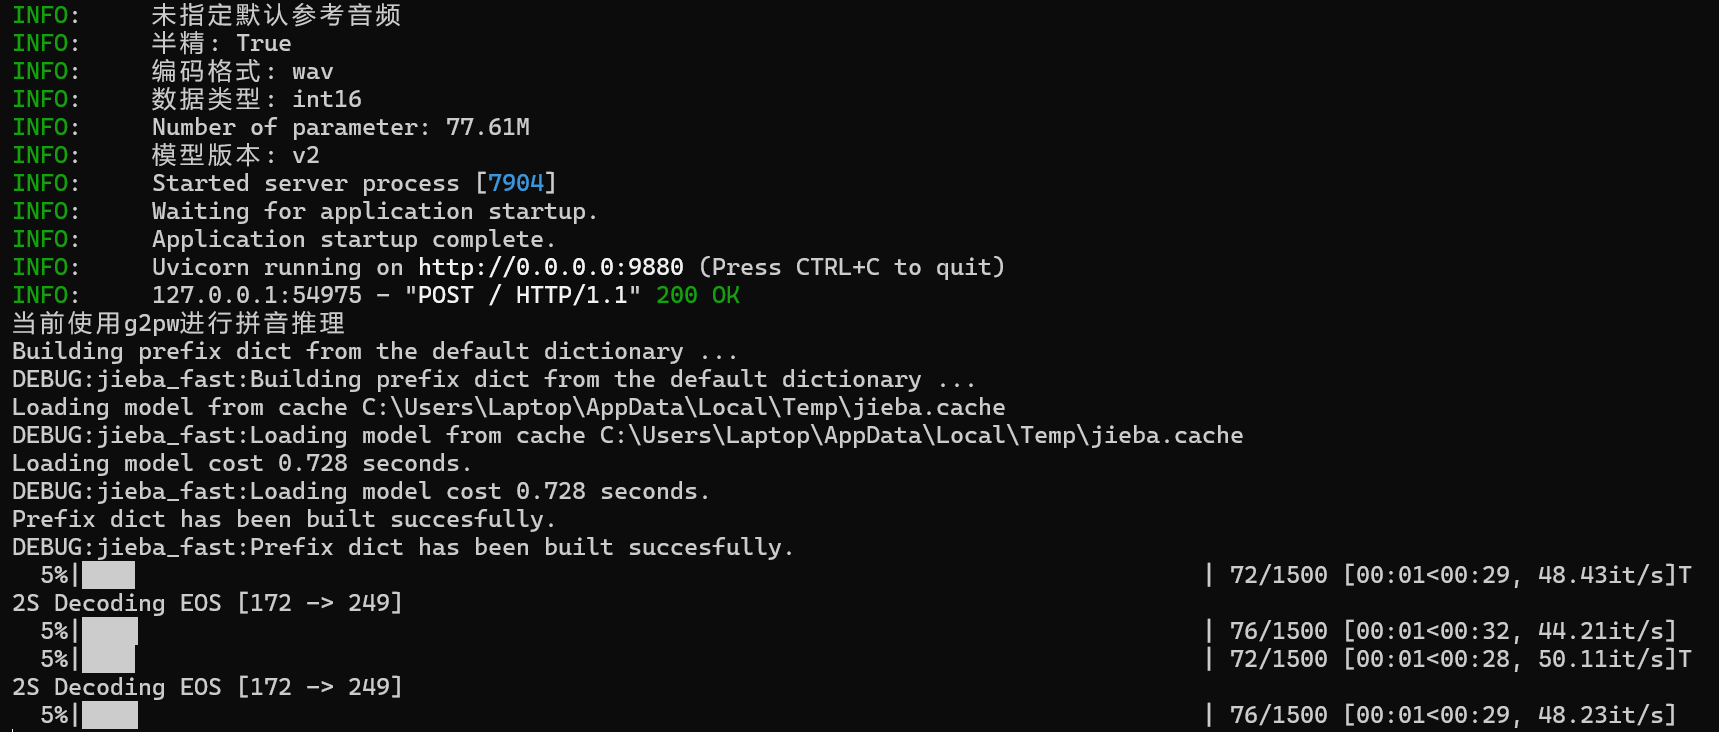 INFO:     未指定默认参考音频
INFO:     半精: True
INFO:     编码格式: wav
INFO:     数据类型: int16
INFO:     Number of parameter: 77.61M
INFO:     模型版本: v2
INFO:     Started server process [7904]
INFO:     Waiting for application startup.
INFO:     Application startup complete.
INFO:     Uvicorn running on http://0.0.0.0:9880 (Press CTRL+C to quit)
INFO:     127.0.0.1:54975 - "POST / HTTP/1.1" 200 OK
当前使用g2pw进行拼音推理
Building prefix dict from the default dictionary ...
DEBUG:jieba_fast:Building prefix dict from the default dictionary ...
Loading model from cache C:\Users\Laptop\AppData\Local\Temp\jieba.cache
DEBUG:jieba_fast:Loading model from cache C:\Users\Laptop\AppData\Local\Temp\jieba.cache
Loading model cost 0.728 seconds.
DEBUG:jieba_fast:Loading model cost 0.728 seconds.
Prefix dict has been built succesfully.
DEBUG:jieba_fast:Prefix dict has been built succesfully.
  5%|████ | 72/1500 [00:01<00:29, 48.43it/s]T
2S Decoding EOS [172 -> 249]
  5%|████ | 76/1500 [00:01<00:32, 44.21it/s]
  5%|████ | 72/1500 [00:01<00:28, 50.11it/s]T
2S Decoding EOS [172 -> 249]
  5%|████ | 76/1500 [00:01<00:29, 48.23it/s]